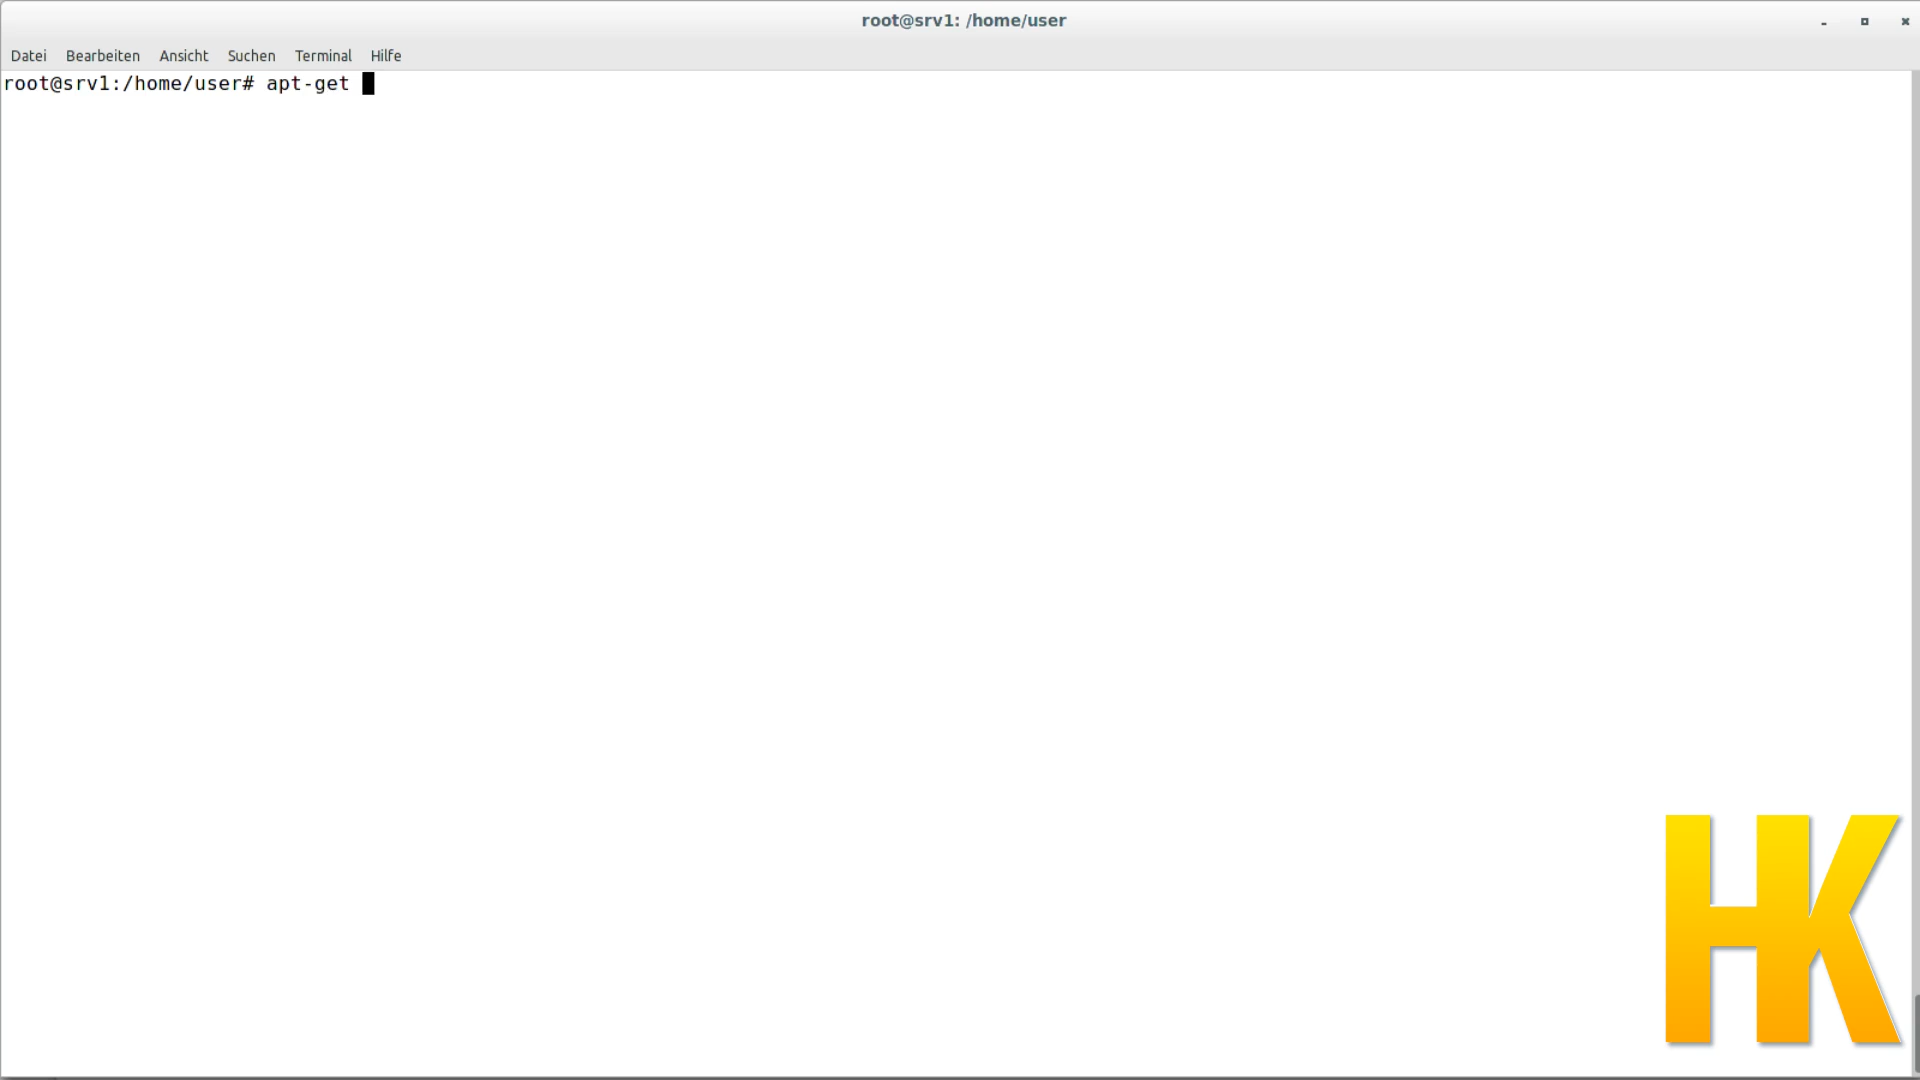 root@srv1: /home/user
Datei Bearbeiten Ansicht Suchen Terminal Hilfe
root@srv1:/home/user# apt-get
HK